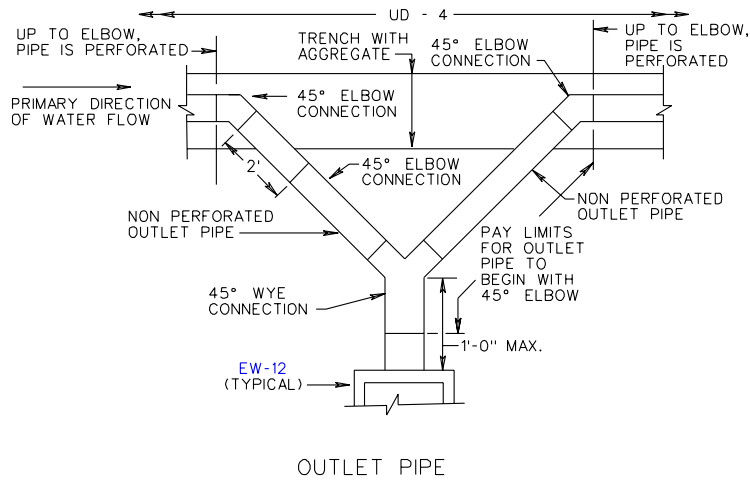 UD - 4
UP TO ELBOW,
PIPE IS PERFORATED
TRENCH WITH
AGGREGATE
45° ELBOW
CONNECTION
UP TO ELBOW,
PIPE IS
PERFORATED
PRIMARY DIRECTION
OF WATER FLOW
45° ELBOW
CONNECTION
2'
45° ELBOW
CONNECTION
NON PERFORATED
OUTLET PIPE
NON PERFORATED
OUTLET PIPE
PAY LIMITS
FOR OUTLET
PIPE TO
BEGIN WITH
45° ELBOW
45° WYE
CONNECTION
1'-0" MAX.
EW-12
(TYPICAL)
OUTLET PIPE